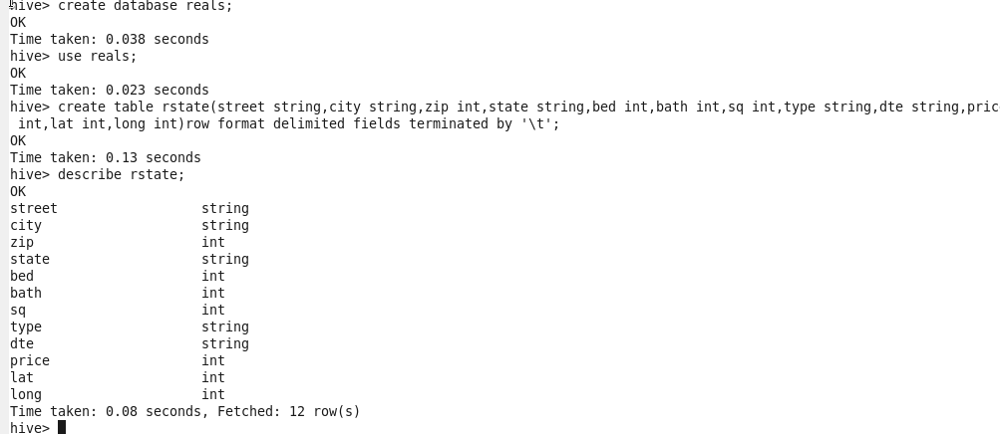 hive> create database reals;
OK
Time taken: 0.038 seconds
hive> use reals;
OK
Time taken: 0.023 seconds
hive> create table rstate(street string,city string,zip int,state string,bed int,bath int,sq int,type string,dte string,pric
 int,lat int,long int)row format delimited fields terminated by '\t';
OK
Time taken: 0.13 seconds
hive> describe rstate;
OK
street                  string
city                    string
zip                     int
state                   string
bed                     int
bath                    int
sq                      int
type                    string
dte                     string
price                   int
lat                     int
long                    int
Time taken: 0.08 seconds, Fetched: 12 row(s)
hive>